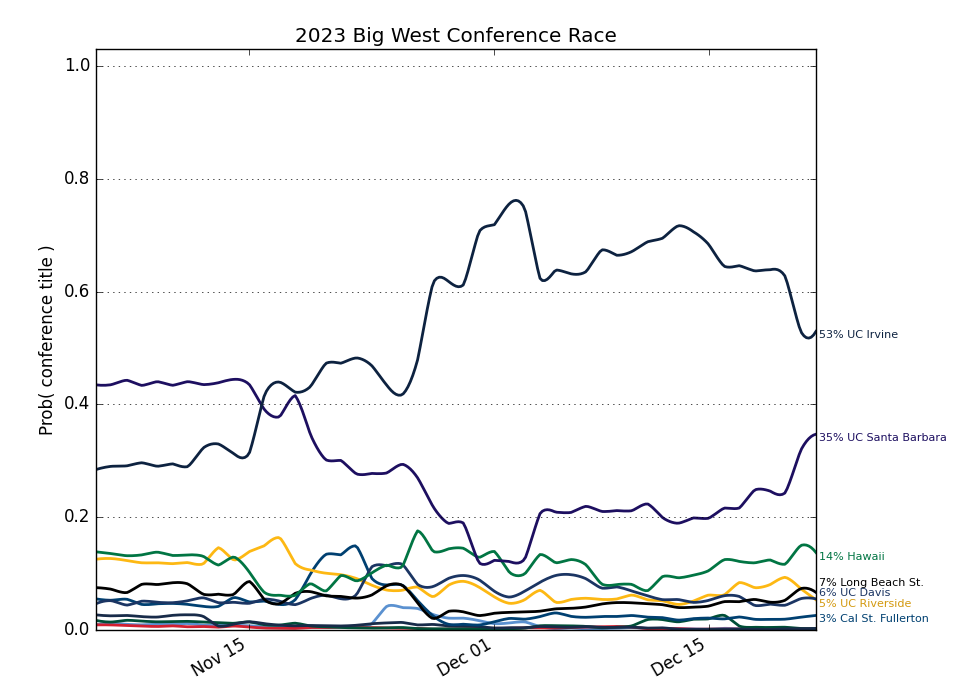 2023 Big West Conference Race
Prob( conference title )
1.0
0.8
0.6
0.4
0.2
0.0
53% UC Irvine
35% UC Santa Barbara
14% Hawaii
7% Long Beach St.
6% UC Davis
5% UC Riverside
3% Cal St. Fullerton
Nov 15
Dec 01
Dec 15